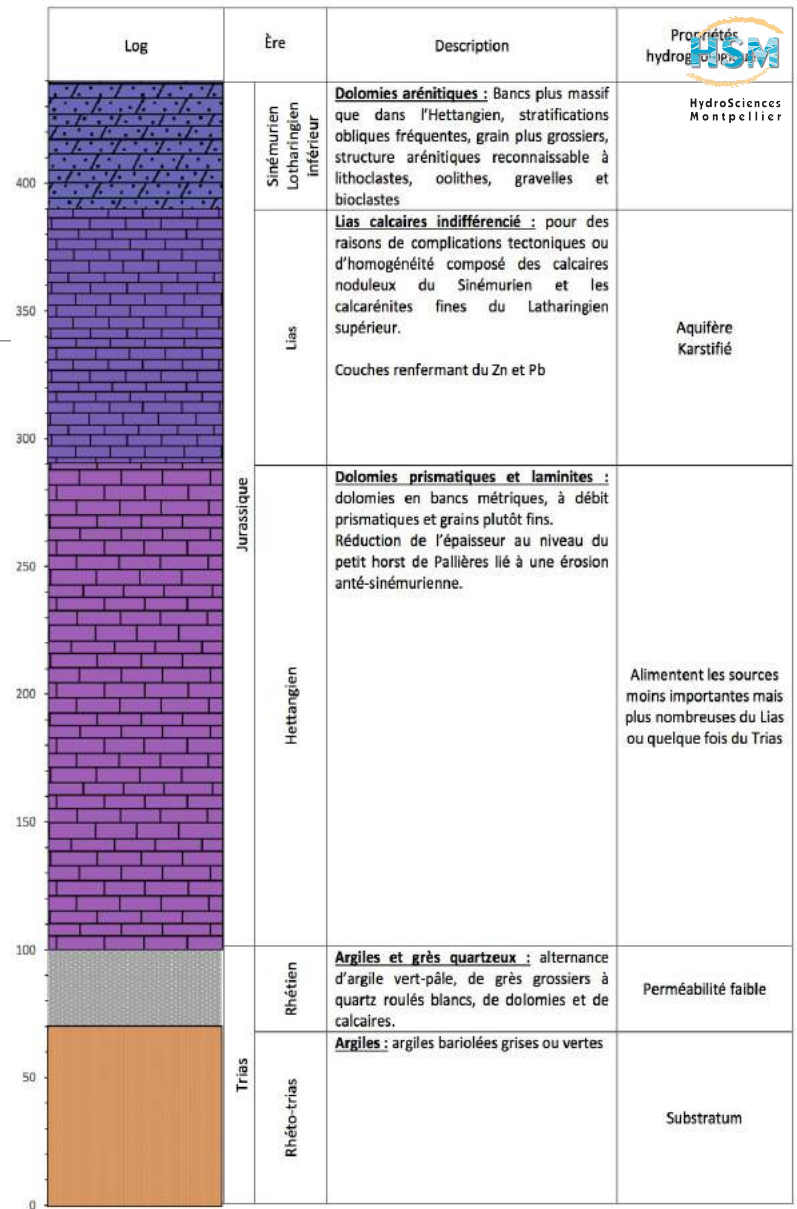 Log
Ère
Description
Propriétés
HSM
HydroSciences
Montpellier
Sinémurien
Lotharingien
inférieur
Dolomies arénitiques : Bancs plus massif
que dans l'Hettangien, stratifications
obliques fréquentes, grain plus grossiers,
structure arénitiques reconnaissable à
lithoclastes, oolithes, gravelles et
bioclastes
400
Lias calcaires indifférencié : pour des
raisons de complications tectoniques ou
d'homogénéité composé des calcaires
noduleux du Sinémurien et les
calcarénites fines du Latharingien
supérieur.
Couches renfermant du Zn et Pb
Lias
Aquifère
Karstifié
350
300
Jurassique
Dolomies prismatiques et laminites :
dolomies en bancs métriques, à débit
prismatiques et grains plutôt fins.
Réduction de l'épaisseur au niveau du
petit horst de Pallières lié à une érosion
anté-sinémurienne.
Hettangien
Alimentent les sources
moins importantes mais
plus nombreuses du Lias
ou quelque fois du Trias
250
200
150
100
Trias
Rhétien
Argiles et grès quartzeux : alternance
d'argile vert-pâle, de grès grossiers à
quartz roulés blancs, de dolomies et de
calcaires.
Perméabilité faible
Rhéto-trias
Argiles : argiles bariolées grises ou vertes
Substratum
50
0